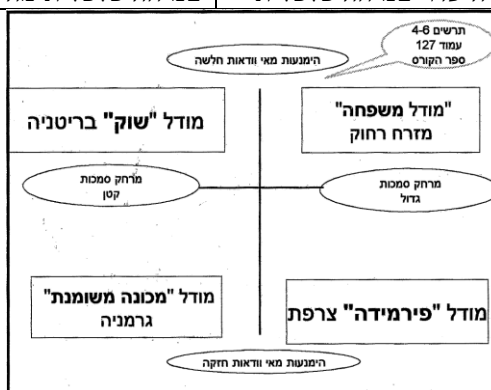 תרשים 4-6
עמוד 127
ספר הקורס
הימנעות מאי וודאות חלשה
"מודל משפחה"
מזרח רחוק
מודל "שוק" בריטניה
מרחק סמכות
גדול
מרחק סמכות
קטן
מודל "פירמידה" צרפת
מודל "מכונה משומנת"
גרמניה
הימנעות מאי וודאות חזקה